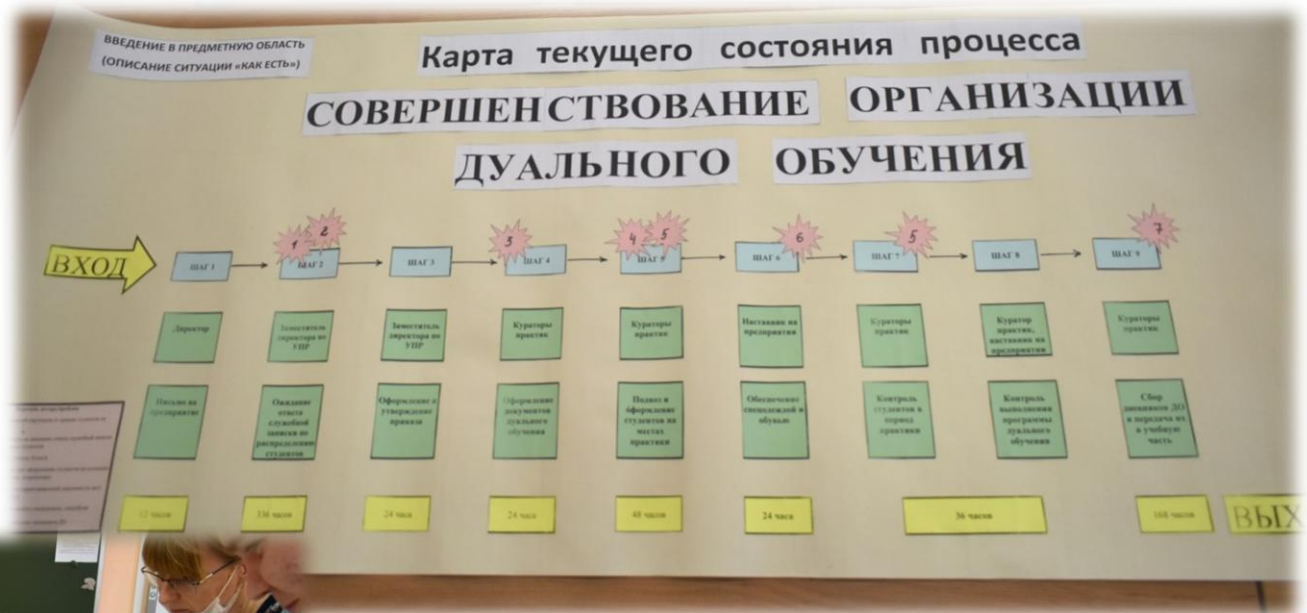 ВВЕДЕНИЕ В ПРЕДМЕТНУЮ ОБЛАСТЬ
(ОПИСАНИЕ СИТУАЦИИ «КАК ЕСТЬ»)
Карта текущего состояния процесса
СОВЕРШЕНСТВОВАНИЕ ОРГАНИЗАЦИИ
ДУАЛЬНОГО ОБУЧЕНИЯ
1 2 3 4 5 6 5 7
ВХОД
ШАГ 1
ШАГ 2
ШАГ 3
ШАГ 4
ШАГ 5
ШАГ 6
ШАГ 7
ШАГ 8
ШАГ 9
Директор
Заместитель
директора по
УПР
Заместитель
директора по
УПР
Кураторы
практик
Кураторы
практик
Наставник на
предприятии
Кураторы
практик
Куратор
практик,
наставник на
предприятии
Кураторы
практик
Письмо на
предприятие
Ожидание
ответа
служебной
записки по
распределению
студентов
Оформление и
утверждение
приказа
Оформление
документов
дуального
обучения
Подвоз и
оформление
студентов на
местах
практики
Обеспечение
спецодеждой и
обувью
Контроль
студентов в
период
практики
Контроль
выполнения
программы
дуального
обучения
Сбор
дневников ДО
и передача их
в учебную
часть
12 часов
336 часов
24 часа
24 часа
48 часов
24 часа
36 часов
168 часов
ВЫХ